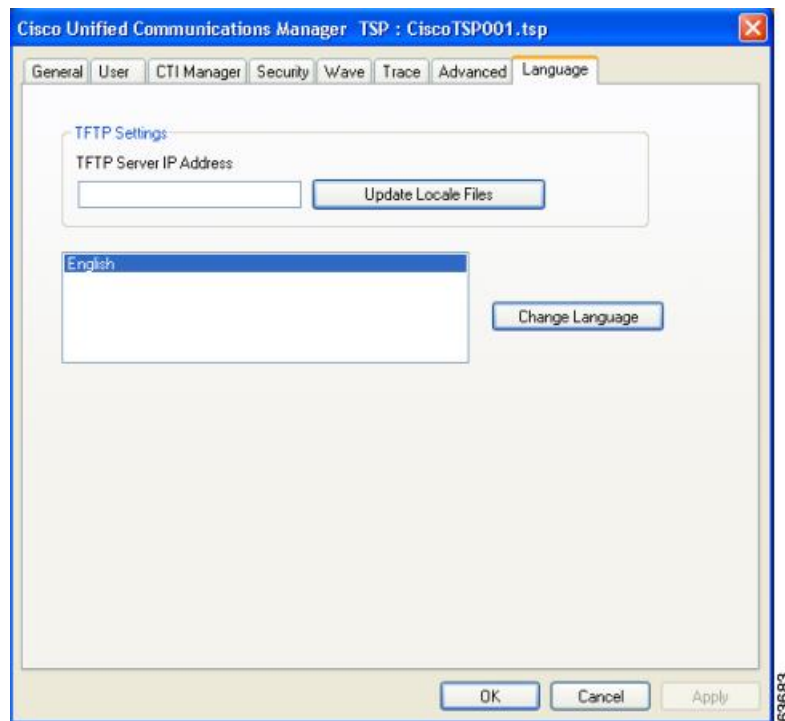 Cisco Unified Communications Manager TSP : CiscoTSP001.tsp
General User CTI Manager Security Wave Trace Advanced Language
TFTP Settings
TFTP Server IP Address
Update Locale Files
English
Change Language
OK Cancel Apply
63683